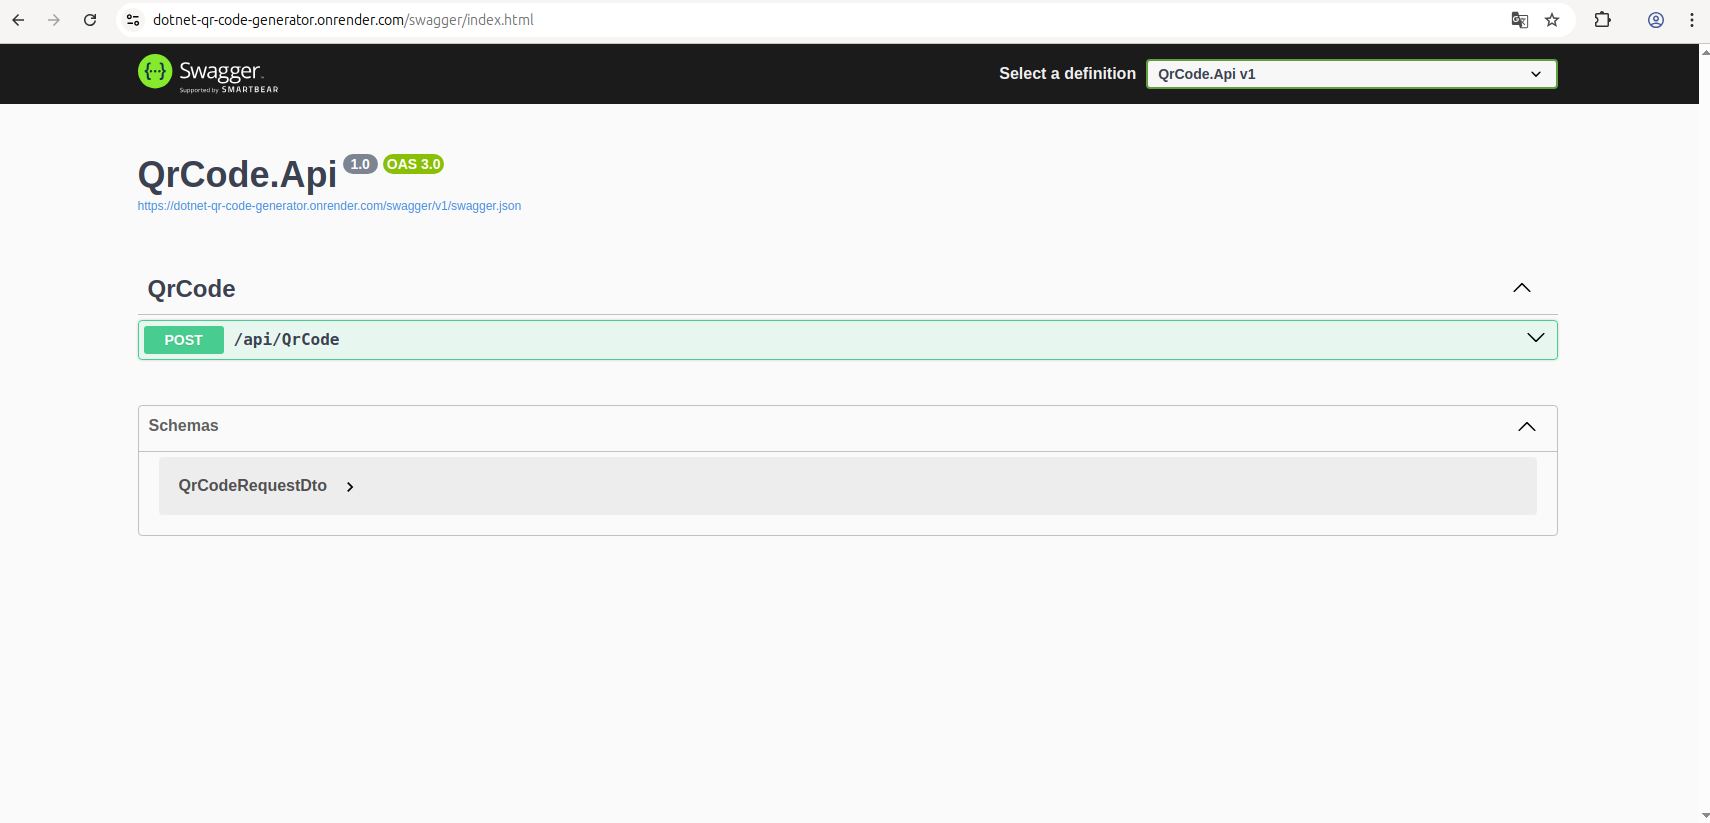 dotnet-qr-code-generator.onrender.com/swagger/index.html
{···} Swagger.
Supported by SMARTBEAR
Select a definition
QrCode.Api v1
QrCode.Api 1.0 OAS 3.0
https://dotnet-qr-code-generator.onrender.com/swagger/v1/swagger.json
QrCode
POST /api/QrCode
Schemas
QrCodeRequestDto